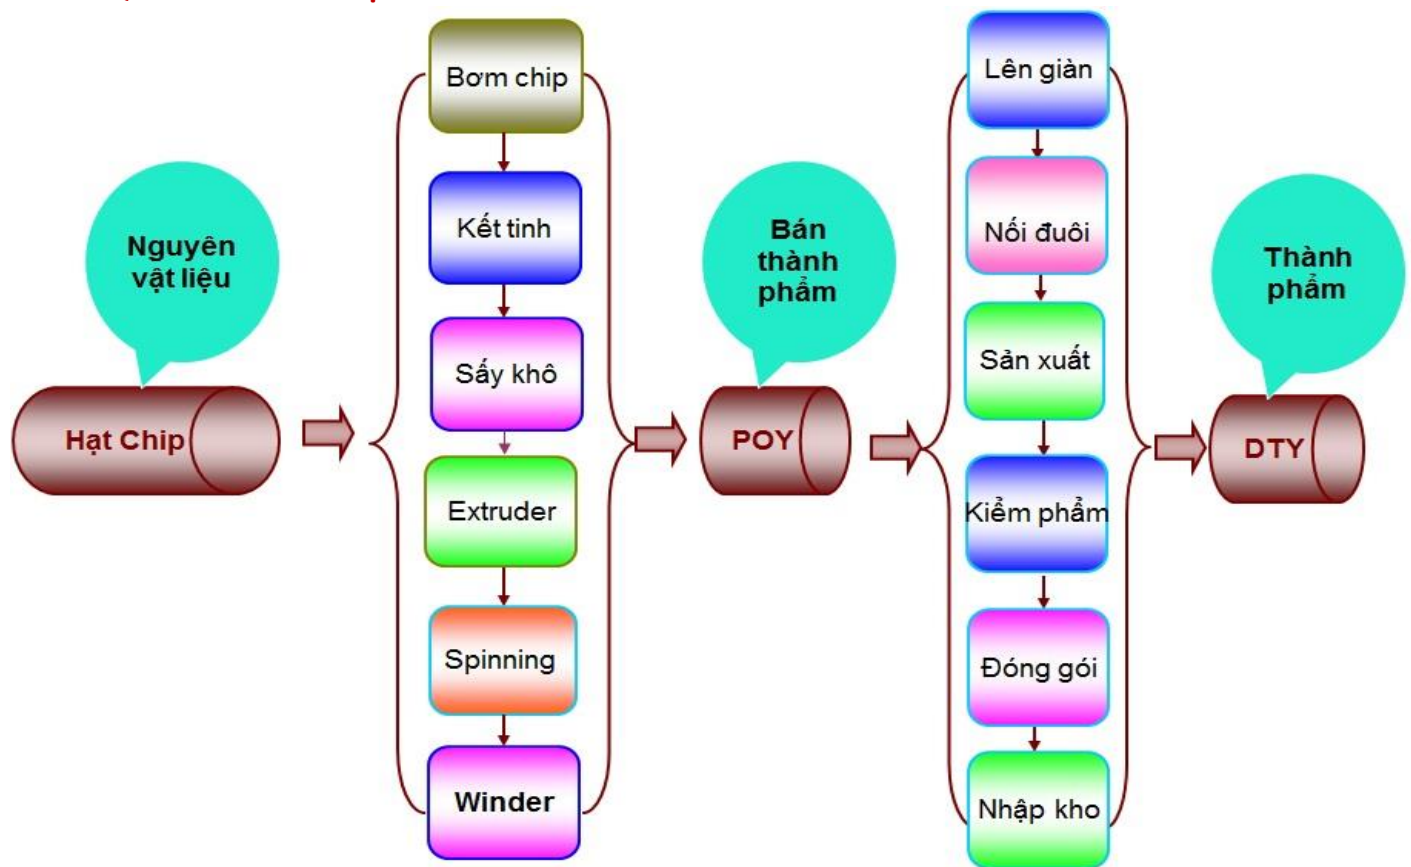 Nguyên
vật liệu
Hạt Chip
Bơm chip
Kết tinh
Sấy khô
Extruder
Spinning
Winder
Bán
thành
phẩm
POY
Lên giàn
Nối đuôi
Sản xuất
Kiểm phẩm
Đóng gói
Nhập kho
Thành
phẩm
DTY